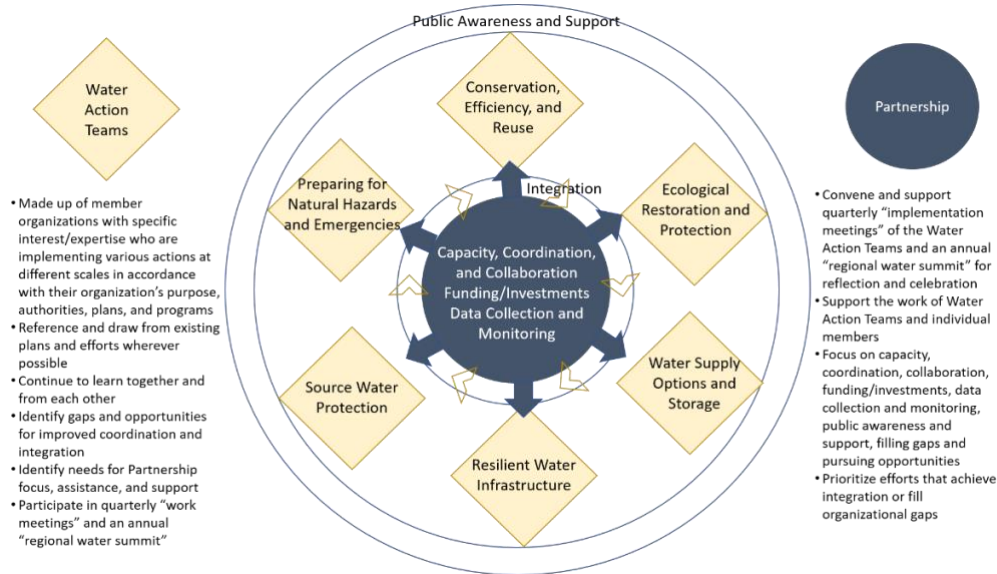 Public Awareness and Support
Water
Action
Teams
• Made up of member
organizations with specific
interest/expertise who are
implementing various actions at
different scales in accordance
with their organization's purpose,
authorities, plans, and programs
• Reference and draw from existing
plans and efforts wherever
possible
• Continue to learn together and
from each other
• Identify gaps and opportunities
for improved coordination and
integration
• Identify needs for Partnership
focus, assistance, and support
• Participate in quarterly "work
meetings" and an annual
"regional water summit"
Conservation,
Efficiency, and
Reuse
Preparing for
Natural Hazards
and Emergencies
Integration
Ecological
Restoration and
Protection
Capacity, Coordination,
and Collaboration
Funding/Investments
Data Collection and
Monitoring
Source Water
Protection
Water Supply
Options and
Storage
Resilient Water
Infrastructure
Partnership
• Convene and support
quarterly "implementation
meetings" of the Water
Action Teams and an annual
"regional water summit" for
reflection and celebration
• Support the work of Water
Action Teams and individual
members
• Focus on capacity,
coordination, collaboration,
funding/investments, data
collection and monitoring,
public awareness and
support, filling gaps and
pursuing opportunities
• Prioritize efforts that achieve
integration or fill
organizational gaps